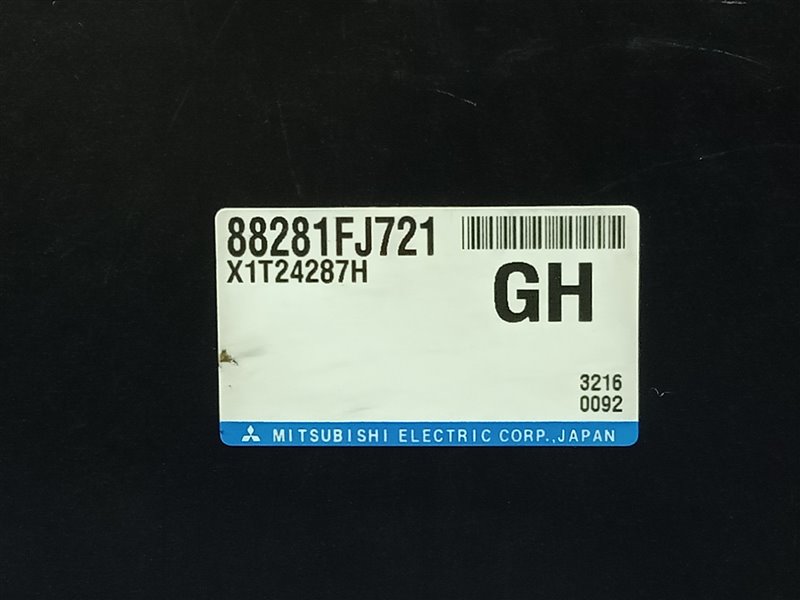 88281FJ721
X1T24287H
GH
3216
0092
MITSUBISHI ELECTRIC CORP.,JAPAN